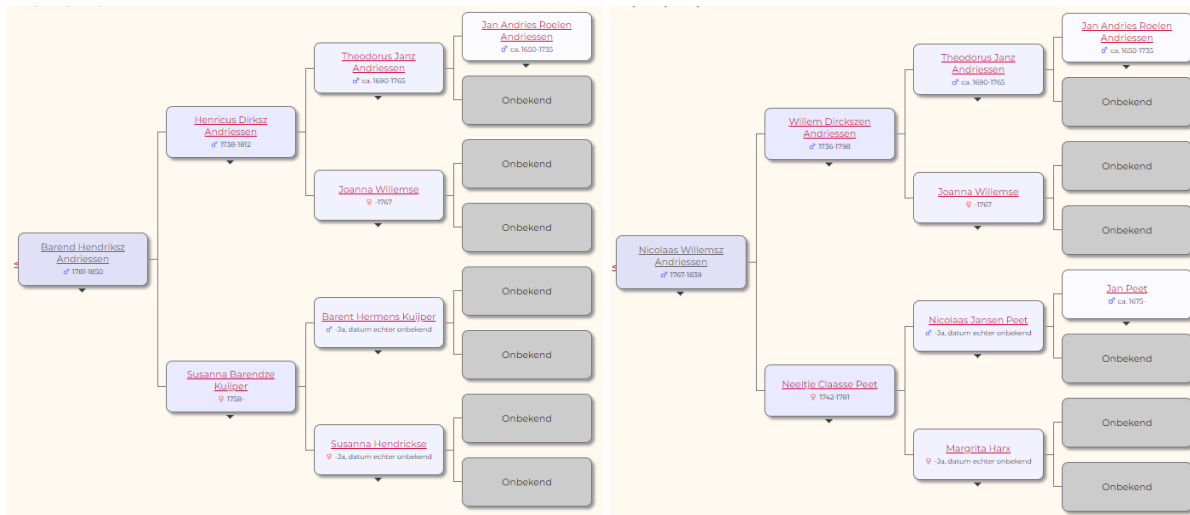 Jan Andries Roelen
Andriessen
♂ ca. 1650-1735
Theodorus Janz
Andriessen
♂ ca. 1690-1765
Onbekend
Henricus Dirksz
Andriessen
♂ 1738-1812
Onbekend
Joanna Willemse
♀ -1767
Onbekend
Barend Hendriksz
Andriessen
♂ 1781-1850
Onbekend
Barent Hermens Kuijper
♂ -Ja, datum echter onbekend
Onbekend
Susanna Barendze
Kuijper
♀ 1758-
Onbekend
Susanna Hendrickse
♀ -Ja, datum echter onbekend
Onbekend
Jan Andries Roelen
Andriessen
♂ ca. 1650-1735
Theodorus Janz
Andriessen
♂ ca. 1690-1765
Onbekend
Willem Dirckszen
Andriessen
♂ 1736-1798
Onbekend
Joanna Willemse
♀ -1767
Onbekend
Nicolaas Willemsz
Andriessen
♂ 1767-1839
Jan Peet
♂ ca. 1675-
Nicolaas Jansen Peet
♂ -Ja, datum echter onbekend
Onbekend
Neeltje Claasse Peet
♀ 1742-1781
Onbekend
Margrita Harx
♀ -Ja, datum echter onbekend
Onbekend